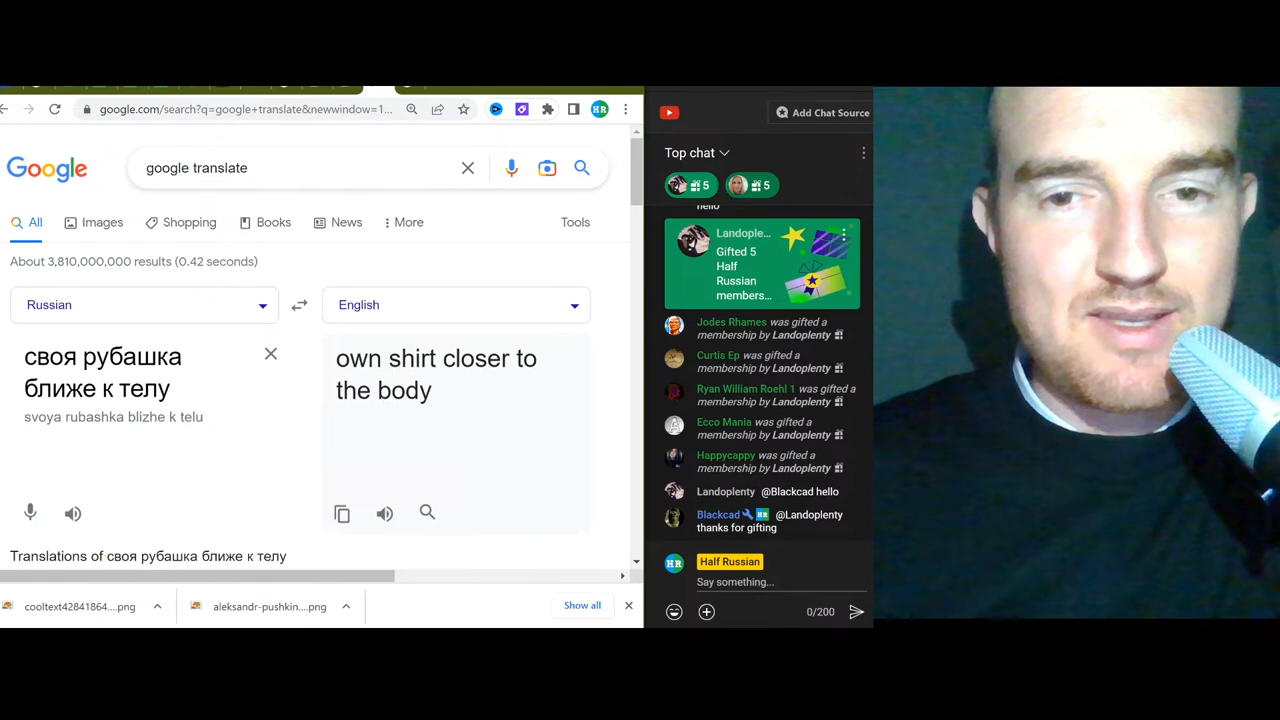 google.com/search?q=google+translate&newwindow=1...
HR
Google
google translate
All
Images
Shopping
Books
News
More
Tools
About 3,810,000,000 results (0.42 seconds)
Russian
English
своя рубашка
ближе к телу
svoya rubashka blizhe k telu
own shirt closer to
the body
Translations of своя рубашка ближе к телу
cooltext42841864....png
aleksandr-pushkin....png
Show all
Add Chat Source
Top chat
5
5
hello
Landople...
Gifted 5
Half
Russian
members...
Jodes Rhames was gifted a
membership by Landoplenty
Curtis Ep was gifted a
membership by Landoplenty
Ryan William Roehl 1 was gifted a
membership by Landoplenty
Ecco Mania was gifted a
membership by Landoplenty
Happycappy was gifted a
membership by Landoplenty
Landoplenty @Blackcad hello
Blackcad HR @Landoplenty
thanks for gifting
HR
Half Russian
Say something...
0/200